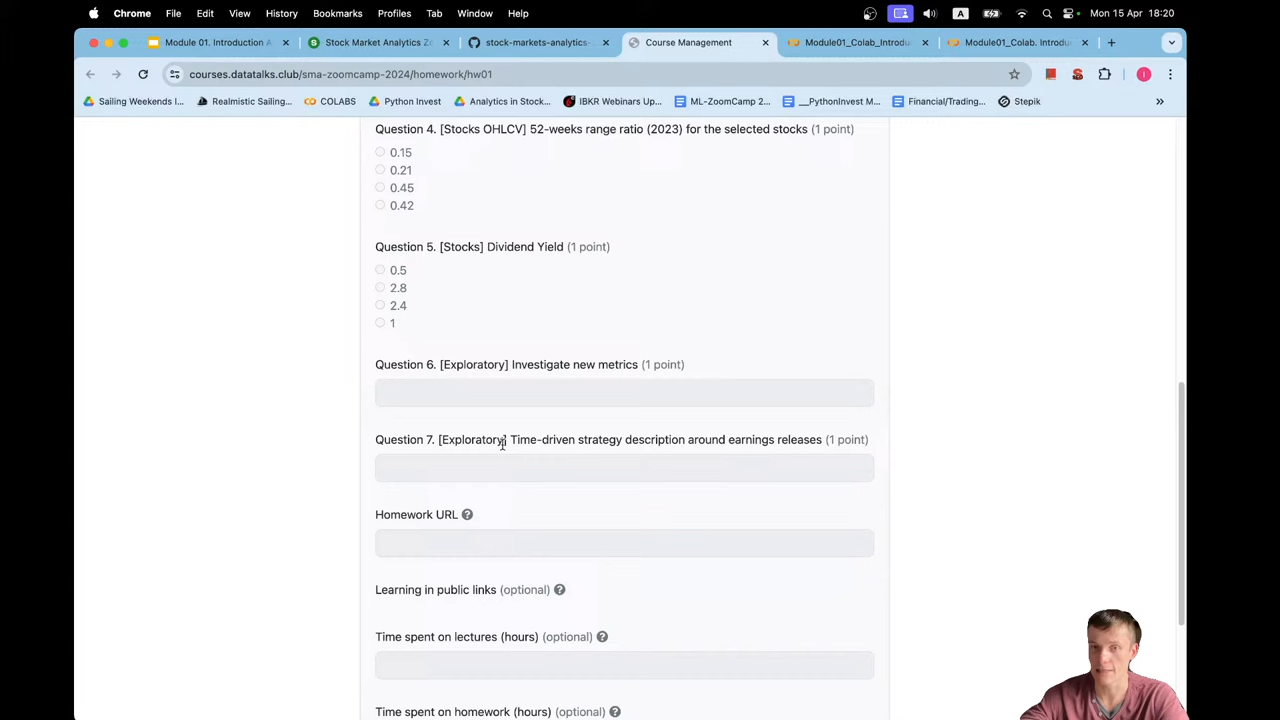 Chrome File Edit View History Bookmarks Profiles Tab Window Help A Mon 15 Apr 18:20
Module 01. Introduction A Stock Market Analytics Zo stock-markets-analytics- Course Management Module01_Colab_Introdu Module01_Colab. Introduc
courses.datatalks.club/sma-zoomcamp-2024/homework/hw01
Sailing Weekends I... Realmistic Sailing... COLABS Python Invest Analytics in Stock... IBKR Webinars Up... ML-ZoomCamp 2... __PythonInvest M... Financial/Trading... Stepik »
Question 4. [Stocks OHLCV] 52-weeks range ratio (2023) for the selected stocks (1 point)
0.15
0.21
0.45
0.42
Question 5. [Stocks] Dividend Yield (1 point)
0.5
2.8
2.4
1
Question 6. [Exploratory] Investigate new metrics (1 point)
Question 7. [Exploratory] Time-driven strategy description around earnings releases (1 point)
Homework URL ?
Learning in public links (optional) ?
Time spent on lectures (hours) (optional) ?
Time spent on homework (hours) (optional) ?